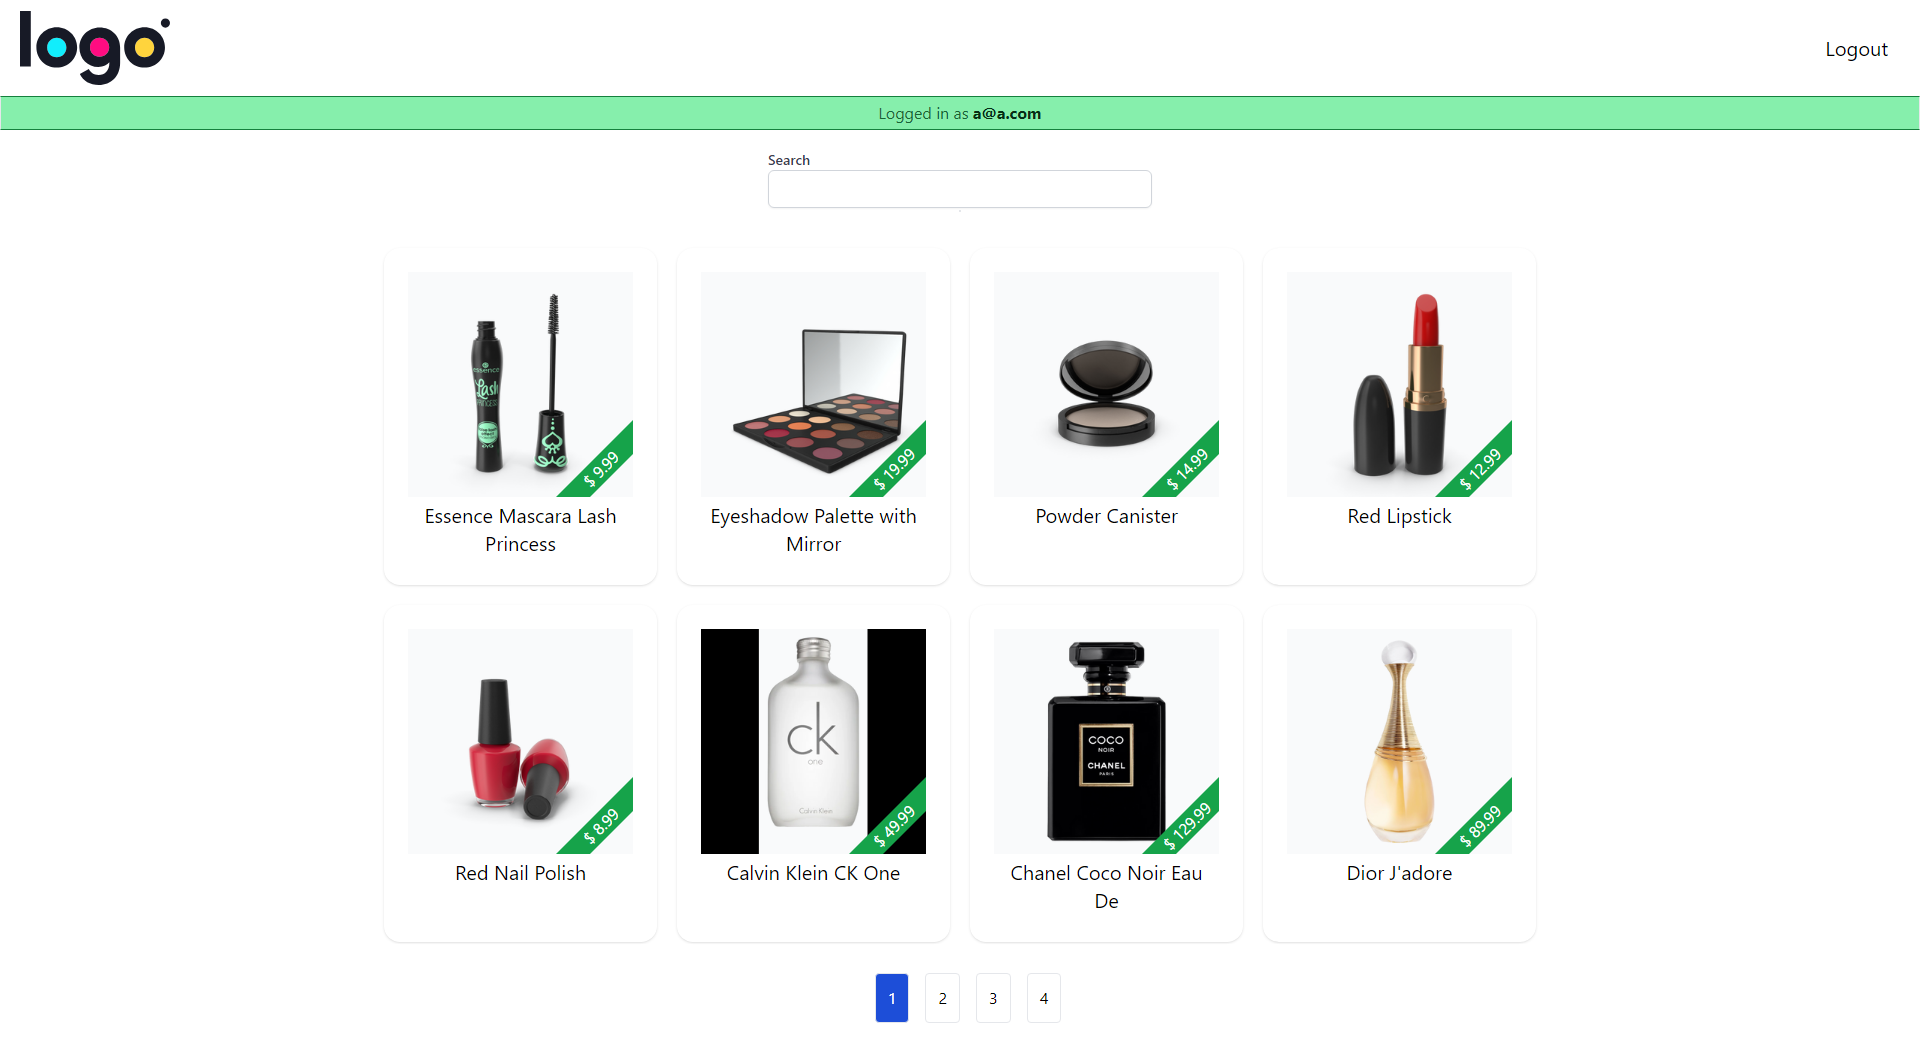 logo
Logout
Logged in as a@a.com
Search
essence
Lash
PRINCESS
$ 9.99
$ 19.99
$ 14.99
$ 12.99
Essence Mascara Lash
Princess
Eyeshadow Palette with
Mirror
Powder Canister
Red Lipstick
ck
one
Calvin Klein
COCO
NOIR
CHANEL
PARIS
$ 8.99
$ 49.99
$ 129.99
$ 89.99
Red Nail Polish
Calvin Klein CK One
Chanel Coco Noir Eau
De
Dior J'adore
1
2
3
4